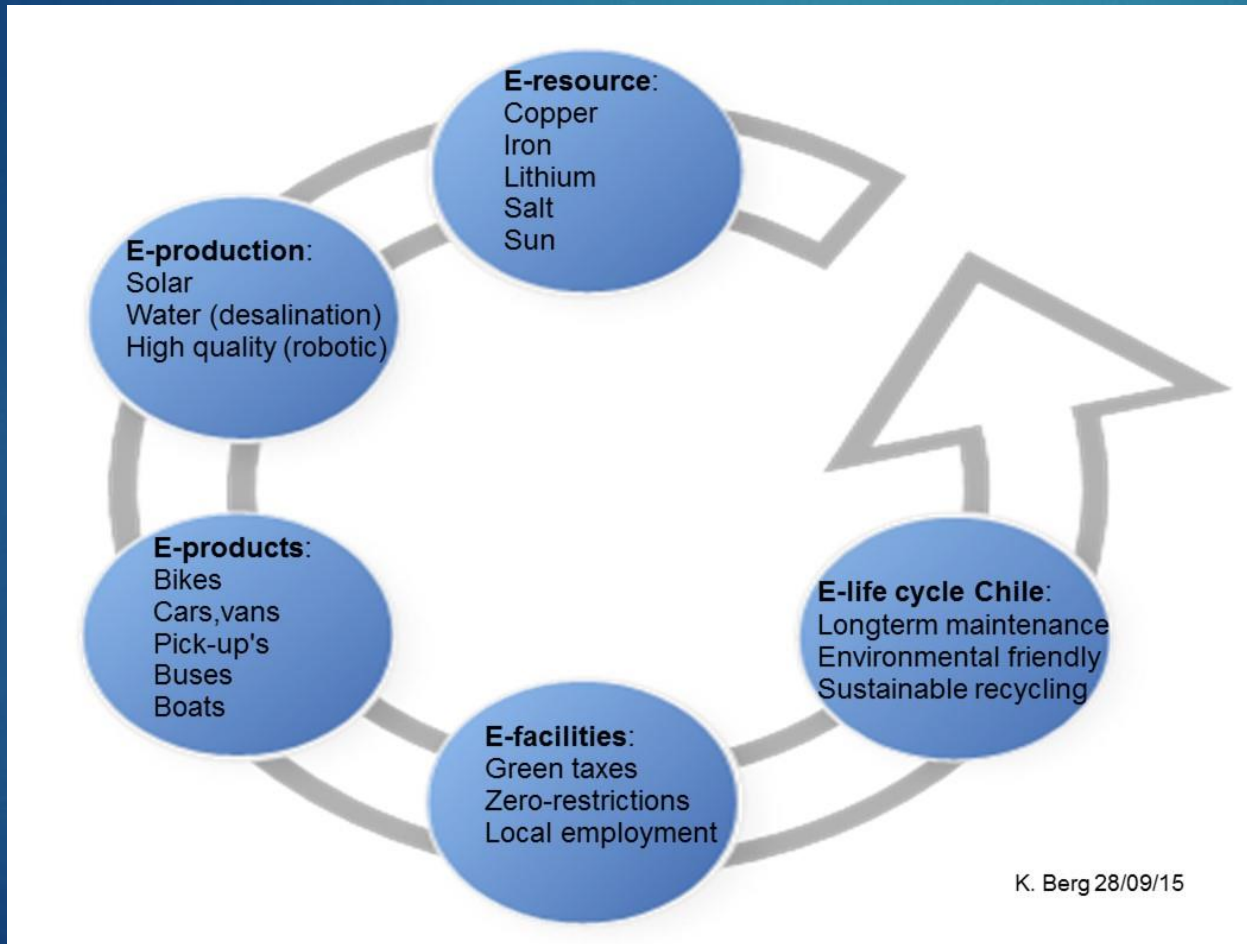 E-resource:
Copper
Iron
Lithium
Salt
Sun
E-production:
Solar
Water (desalination)
High quality (robotic)
E-products:
Bikes
Cars,vans
Pick-up's
Buses
Boats
E-facilities:
Green taxes
Zero-restrictions
Local employment
E-life cycle Chile:
Longterm maintenance
Environmental friendly
Sustainable recycling
K. Berg 28/09/15